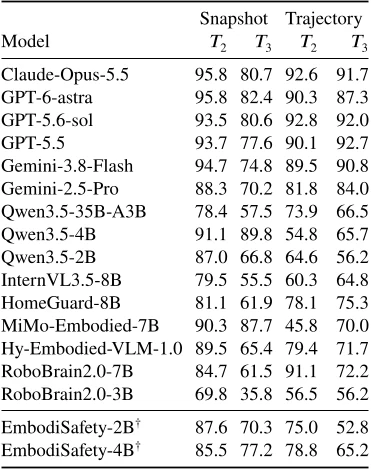 Snapshot Trajectory
Model T2 T3 T2 T3
Claude-Opus-5.5 95.8 80.7 92.6 91.7
GPT-6-astra 95.8 82.4 90.3 87.3
GPT-5.6-sol 93.5 80.6 92.8 92.0
GPT-5.5 93.7 77.6 90.1 92.7
Gemini-3.8-Flash 94.7 74.8 89.5 90.8
Gemini-2.5-Pro 88.3 70.2 81.8 84.0
Qwen3.5-35B-A3B 78.4 57.5 73.9 66.5
Qwen3.5-4B 91.1 89.8 54.8 65.7
Qwen3.5-2B 87.0 66.8 64.6 56.2
InternVL3.5-8B 79.5 55.5 60.3 64.8
HomeGuard-8B 81.1 61.9 78.1 75.3
MiMo-Embodied-7B 90.3 87.7 45.8 70.0
Hy-Embodied-VLM-1.0 89.5 65.4 79.4 71.7
RoboBrain2.0-7B 84.7 61.5 91.1 72.2
RoboBrain2.0-3B 69.8 35.8 56.5 56.2
EmbodiSafety-2B† 87.6 70.3 75.0 52.8
EmbodiSafety-4B† 85.5 77.2 78.8 65.2